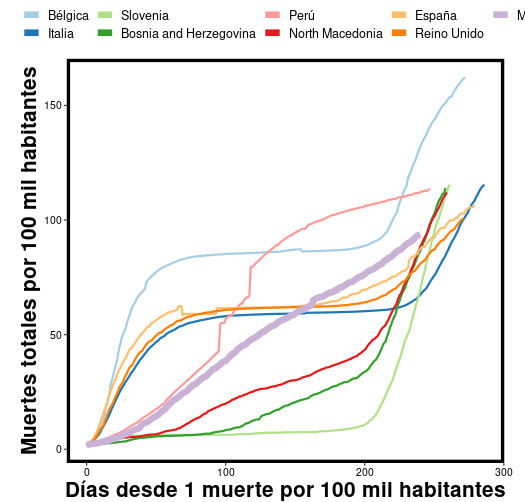 Bélgica Slovenia Perú España
Italia Bosnia and Herzegovina North Macedonia Reino Unido
Muertes totales por 100 mil habitantes
150
100
50
0
0 100 200 300
Días desde 1 muerte por 100 mil habitantes